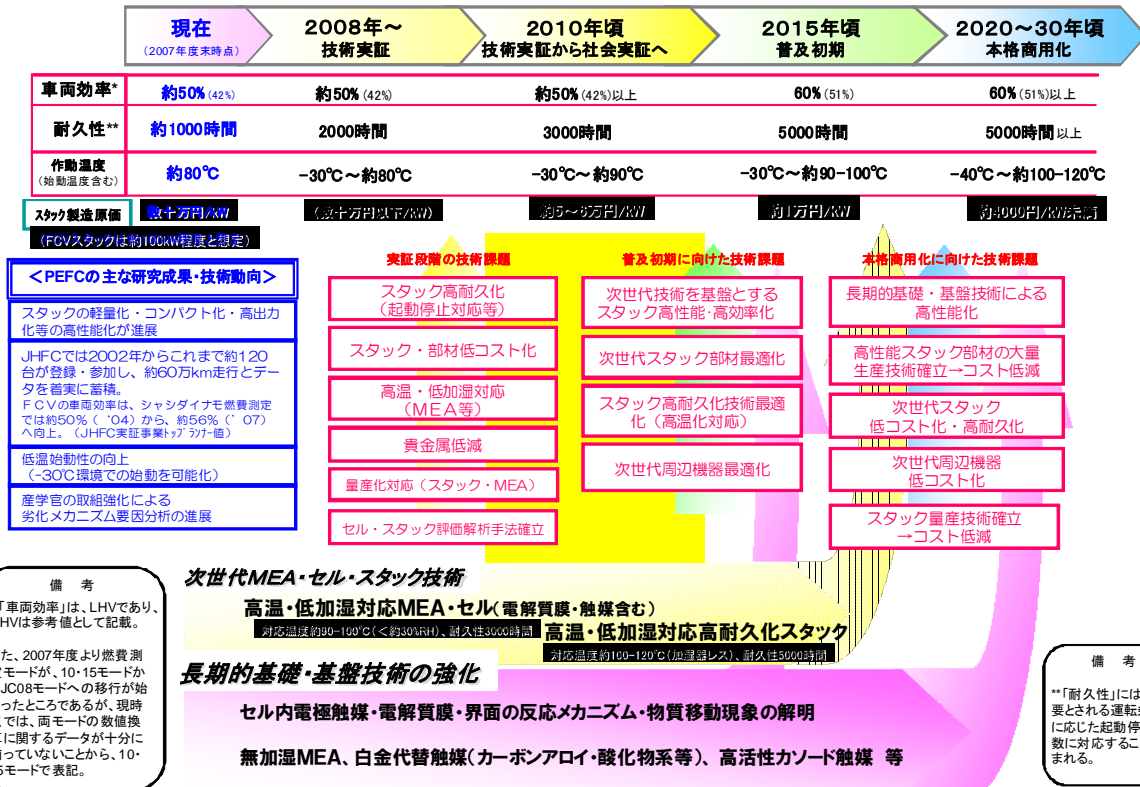 現在
(2007年度末時点)
2008年~
技術実証
2010年頃
技術実証から社会実証へ
2015年頃
普及初期
2020~30年頃
本格商用化
車両効率* 約50% (42%) 約50% (42%) 約50% (42%)以上 60% (51%) 60% (51%)以上
耐久性** 約1000時間 2000時間 3000時間 5000時間 5000時間 以上
作動温度
(始動温度含む)
約80℃ -30℃~約80℃ -30℃~約90℃ -30℃~約90-100℃ -40℃~約100-120℃
スタック製造原価 数十万円/kW (数十万円以下/kW) 約5~6万円/kW 約1万円/kW 約4000円/kW未満
(FCVスタックは約100kW程度と想定)
<PEFCの主な研究成果・技術動向>
スタックの軽量化・コンパクト化・高出力
化等の高性能化が進展
JHFCでは2002年からこれまで約120
台が登録・参加し、約60万km走行とデー
タを着実に蓄積。
FCVの車両効率は、シャシダイナモ燃費測定
では約50%('04)から、約56%('07)
へ向上。(JHFC実証事業トップランナー値)
低温始動性の向上
(-30℃環境での始動を可能化)
産学官の取組強化による
劣化メカニズム要因分析の進展
実証段階の技術課題
スタック高耐久化
(起動停止対応等)
スタック・部材低コスト化
高温・低加湿対応
(MEA等)
貴金属低減
量産化対応(スタック・MEA)
セル・スタック評価解析手法確立
普及初期に向けた技術課題
次世代技術を基盤とする
スタック高性能・高効率化
次世代スタック部材最適化
スタック高耐久化技術最適
化(高温化対応)
次世代周辺機器最適化
本格商用化に向けた技術課題
長期的基礎・基盤技術による
高性能化
高性能スタック部材の大量
生産技術確立→コスト低減
次世代スタック
低コスト化・高耐久化
次世代周辺機器
低コスト化
スタック量産技術確立
→コスト低減
備 考
「車両効率」は、LHVであり、
HVは参考値として記載。
た、2007年度より燃費測
モードが、10・15モードか
JC08モードへの移行が始
ったところであるが、現時
では、両モードの数値換
に関するデータが十分に
っていないことから、10・
5モードで表記。
次世代MEA・セル・スタック技術
高温・低加湿対応MEA・セル(電解質膜・触媒含む)
対応温度約90-100℃(<約30%RH)、耐久性3000時間
高温・低加湿対応高耐久化スタック
対応温度約100-120℃(加湿器レス)、耐久性5000時間
長期的基礎・基盤技術の強化
セル内電極触媒・電解質膜・界面の反応メカニズム・物質移動現象の解明
無加湿MEA、白金代替触媒(カーボンアロイ・酸化物系等)、高活性カソード触媒 等
備 考
**「耐久性」には
要とされる運転
に応じた起動停
数に対応するこ
まれる。